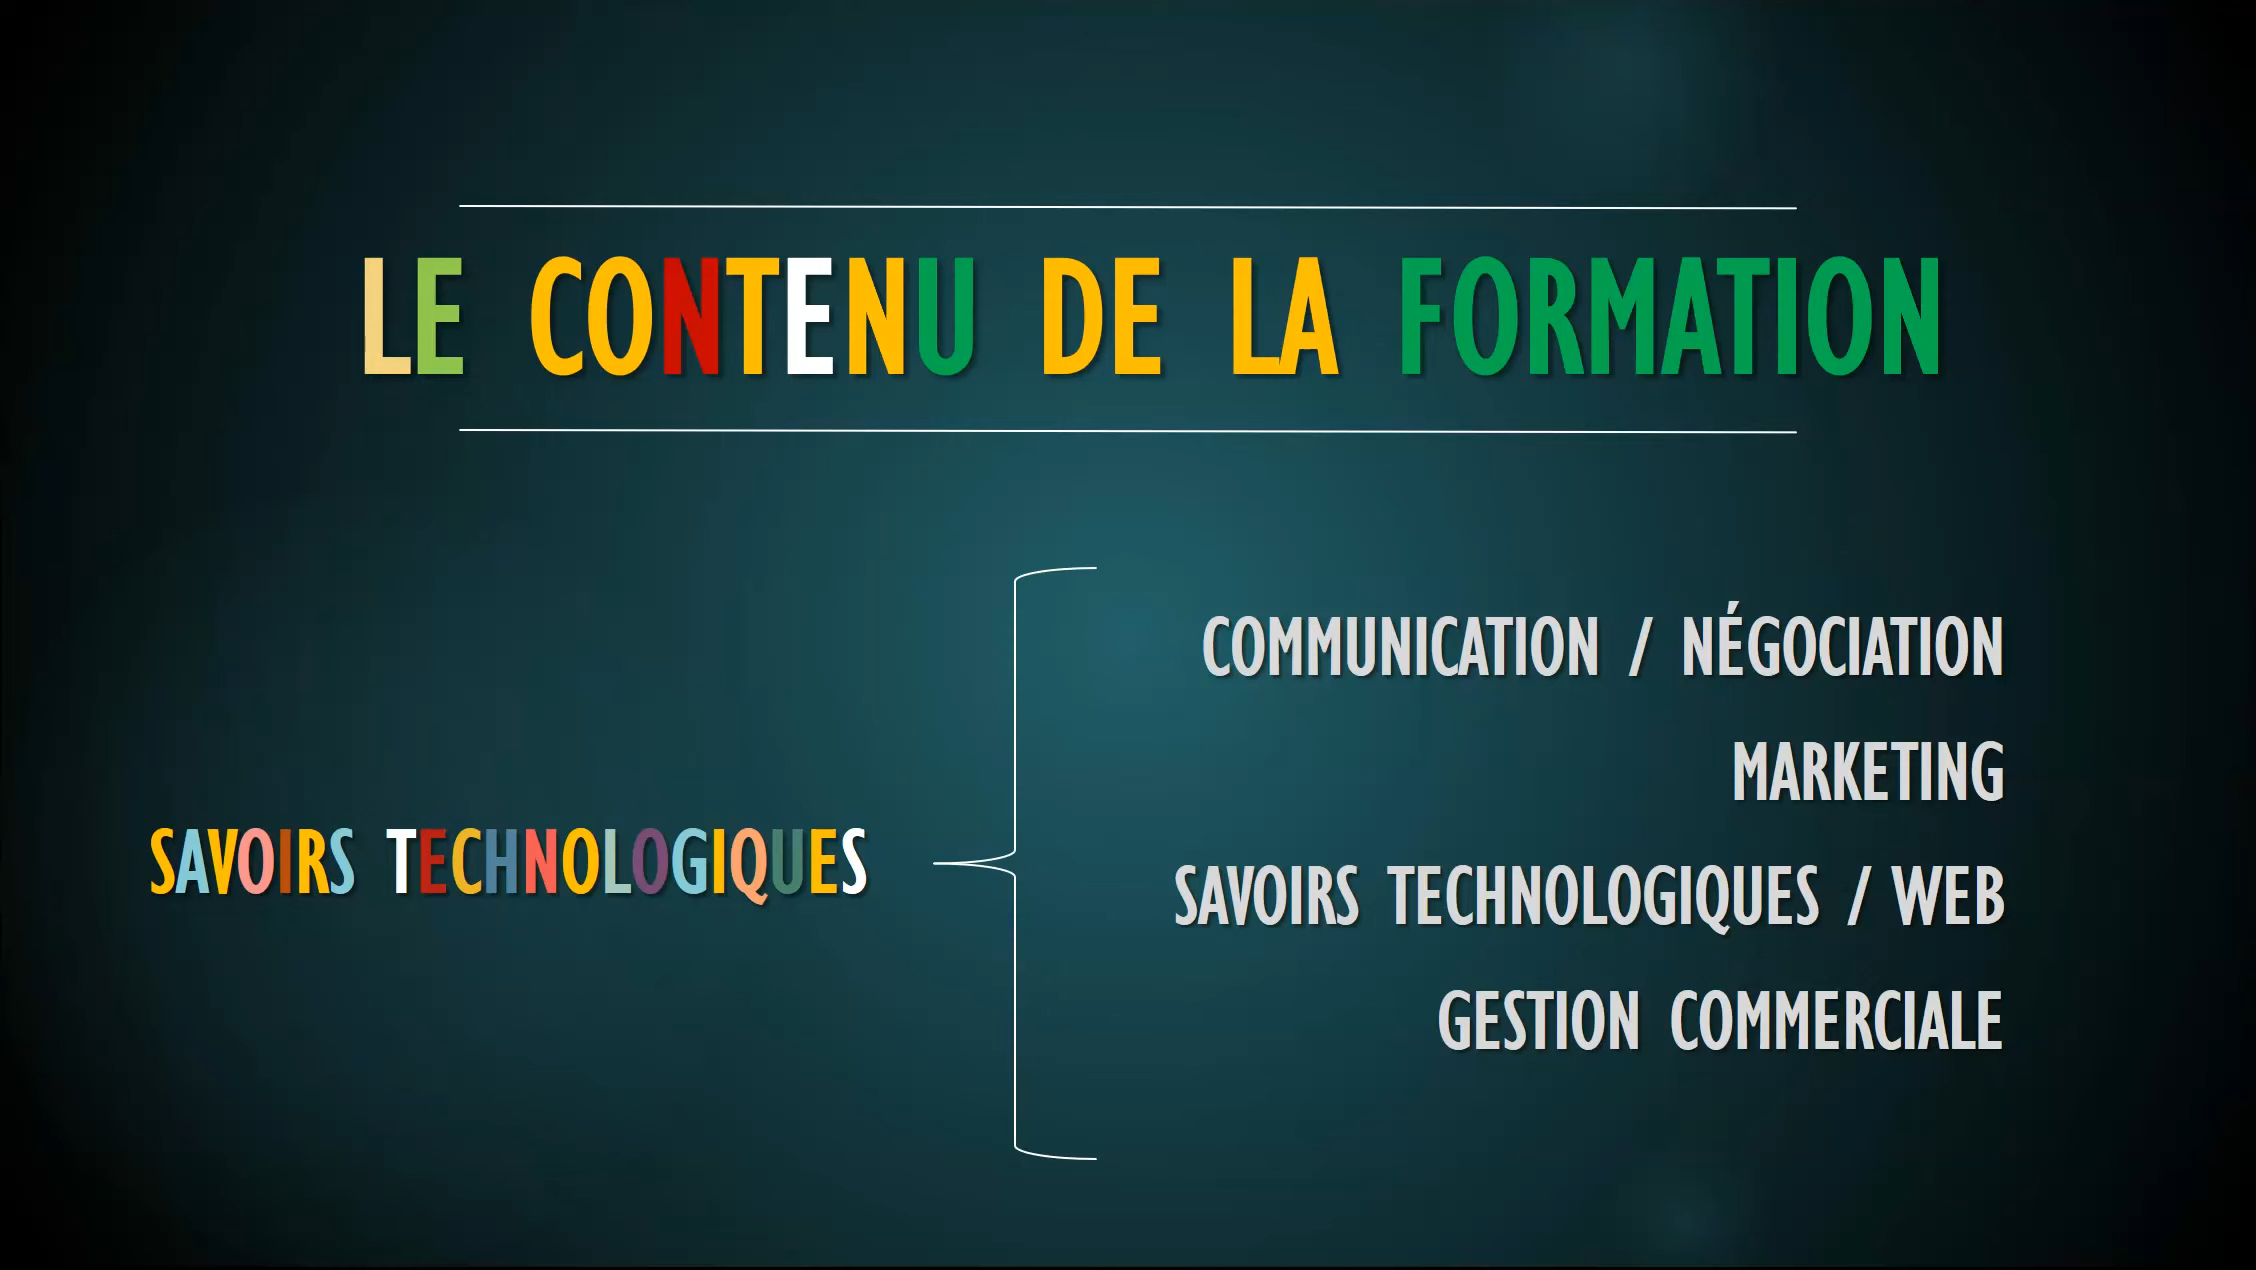 LE CONTENU DE LA FORMATION
SAVOIRS TECHNOLOGIQUES
COMMUNICATION / NÉGOCIATION
MARKETING
SAVOIRS TECHNOLOGIQUES / WEB
GESTION COMMERCIALE